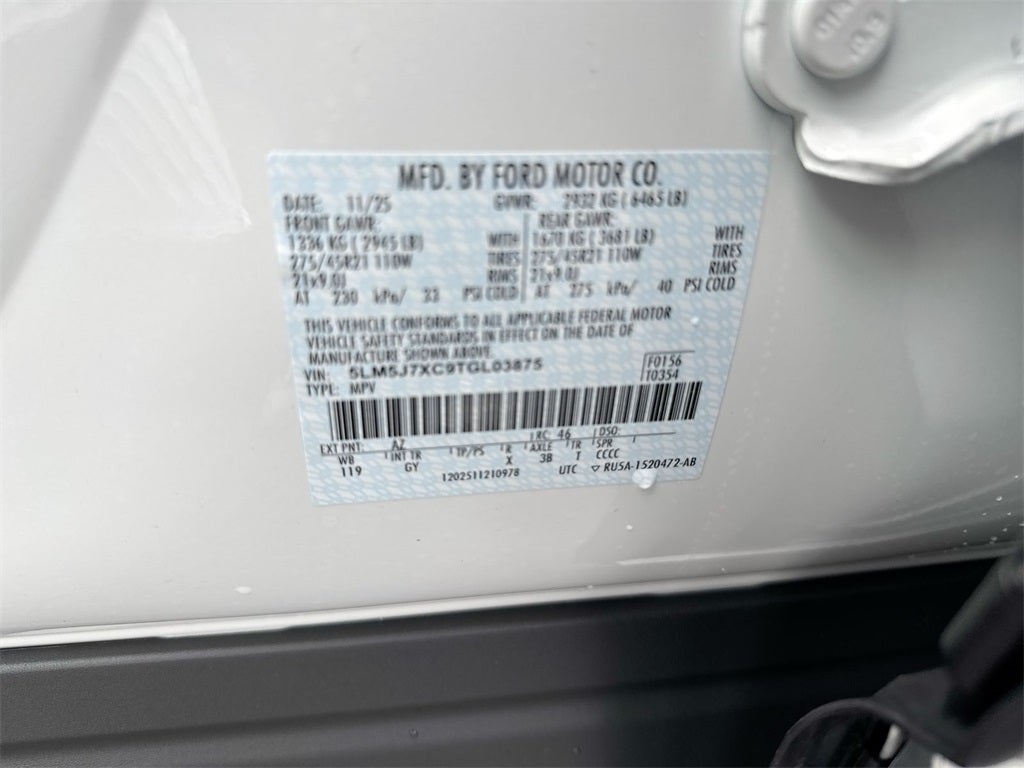 MFD. BY FORD MOTOR CO.
DATE: 11/25 GVWR: 2932 KG ( 6465 LB)
FRONT GAWR: REAR GAWR:
1336 KG ( 2945 LB) WITH 1670 KG ( 3681 LB) WITH
275/45R21 110W TIRES 275/45R21 110W TIRES
21x9.0J RIMS 21x9.0J RIMS
AT 230 kPa/ 33 PSI COLD AT 275 kPa/ 40 PSI COLD
THIS VEHICLE CONFORMS TO ALL APPLICABLE FEDERAL MOTOR
VEHICLE SAFETY STANDARDS IN EFFECT ON THE DATE OF
MANUFACTURE SHOWN ABOVE.
VIN: 5LM5J7XC9TGL03875 F0156
TYPE: MPV T0354
EXT PNT: AZ RC: 46 DSO:
WB INT TR TP/PS R AXLE TR SPR
119 GY X 3B T CCCC
1202511210978 UTC ▽ RU5A-1520472-AB